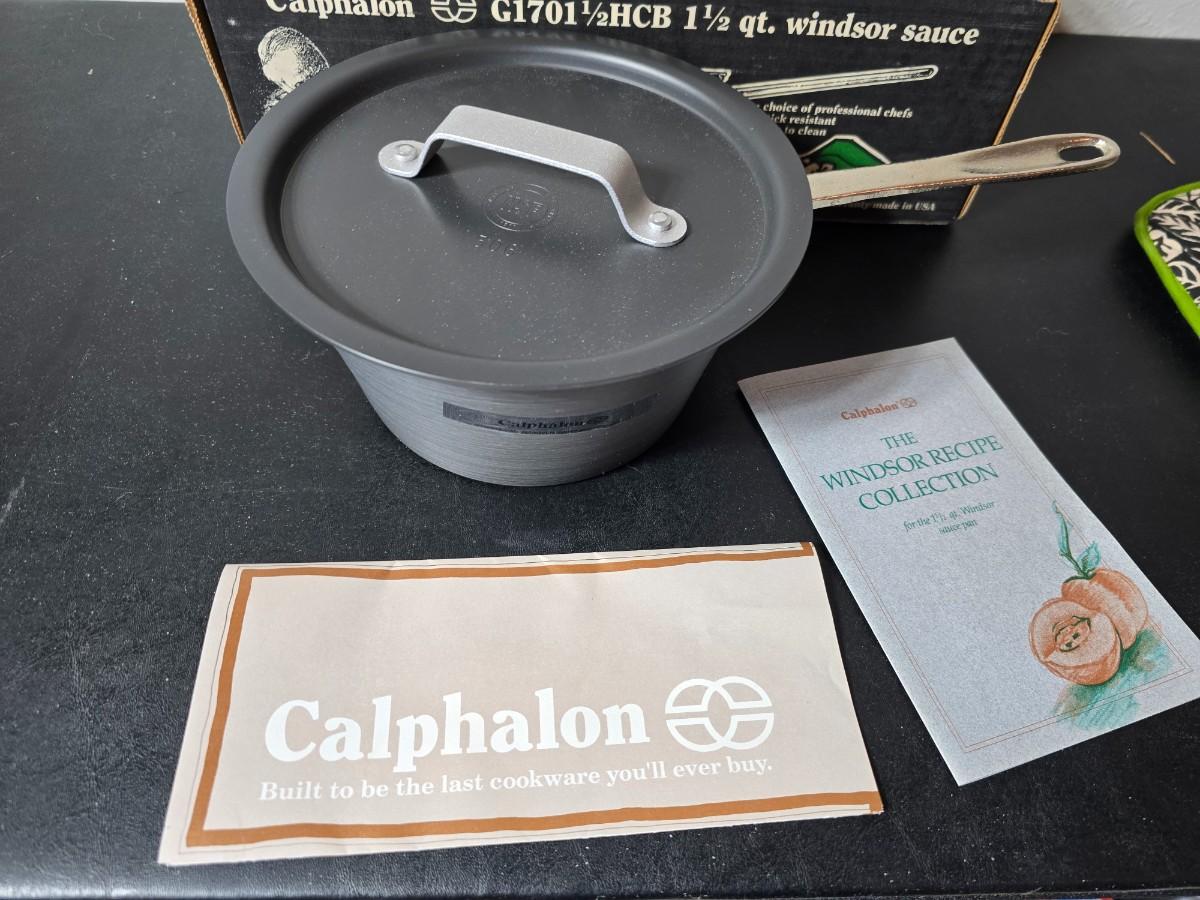 Calphalon G1701½HCB 1½ qt. windsor sauce
choice of professional chefs
ick resistant
to clean
made in USA
306
Calphalon
Calphalon
THE
WINDSOR RECIPE
COLLECTION
for the 1½ qt. Windsor
sauce pan
Calphalon
Built to be the last cookware you'll ever buy.